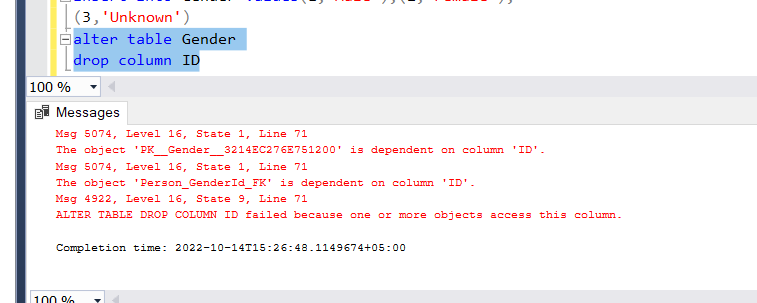 (3,'Unknown')
alter table Gender
drop column ID
100 %
Messages
Msg 5074, Level 16, State 1, Line 71
The object 'PK__Gender__3214EC276E751200' is dependent on column 'ID'.
Msg 5074, Level 16, State 1, Line 71
The object 'Person_GenderId_FK' is dependent on column 'ID'.
Msg 4922, Level 16, State 9, Line 71
ALTER TABLE DROP COLUMN ID failed because one or more objects access this column.
Completion time: 2022-10-14T15:26:48.1149674+05:00
100 %